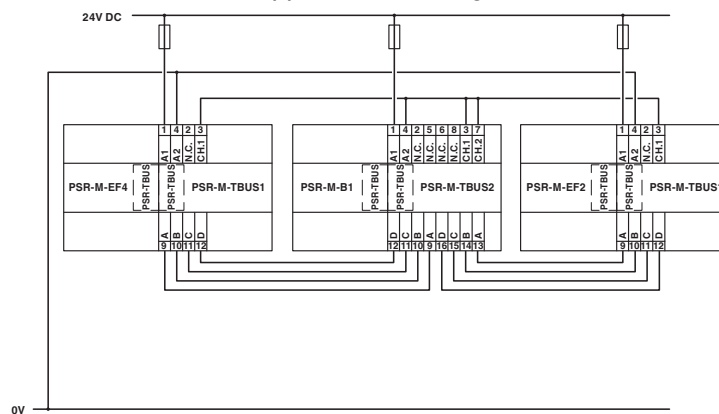 24V DC
1 4 2 3
A1 A2 N.C. CH.1
PSR-M-EF4 PSR-TBUS PSR-TBUS PSR-M-TBUS1
A B C D
9 10 11 12
1 4 2 5 6 8 3 7
A1 A2 N.C. N.C. N.C. N.C. CH.1 CH.2
PSR-M-B1 PSR-TBUS PSR-TBUS PSR-M-TBUS2
D C B A D C B A
12 11 10 9 16 15 14 13
1 4 2 3
A1 A2 N.C. CH.1
PSR-M-EF2 PSR-TBUS PSR-TBUS PSR-M-TBUS
A B C D
9 10 11 12
0V